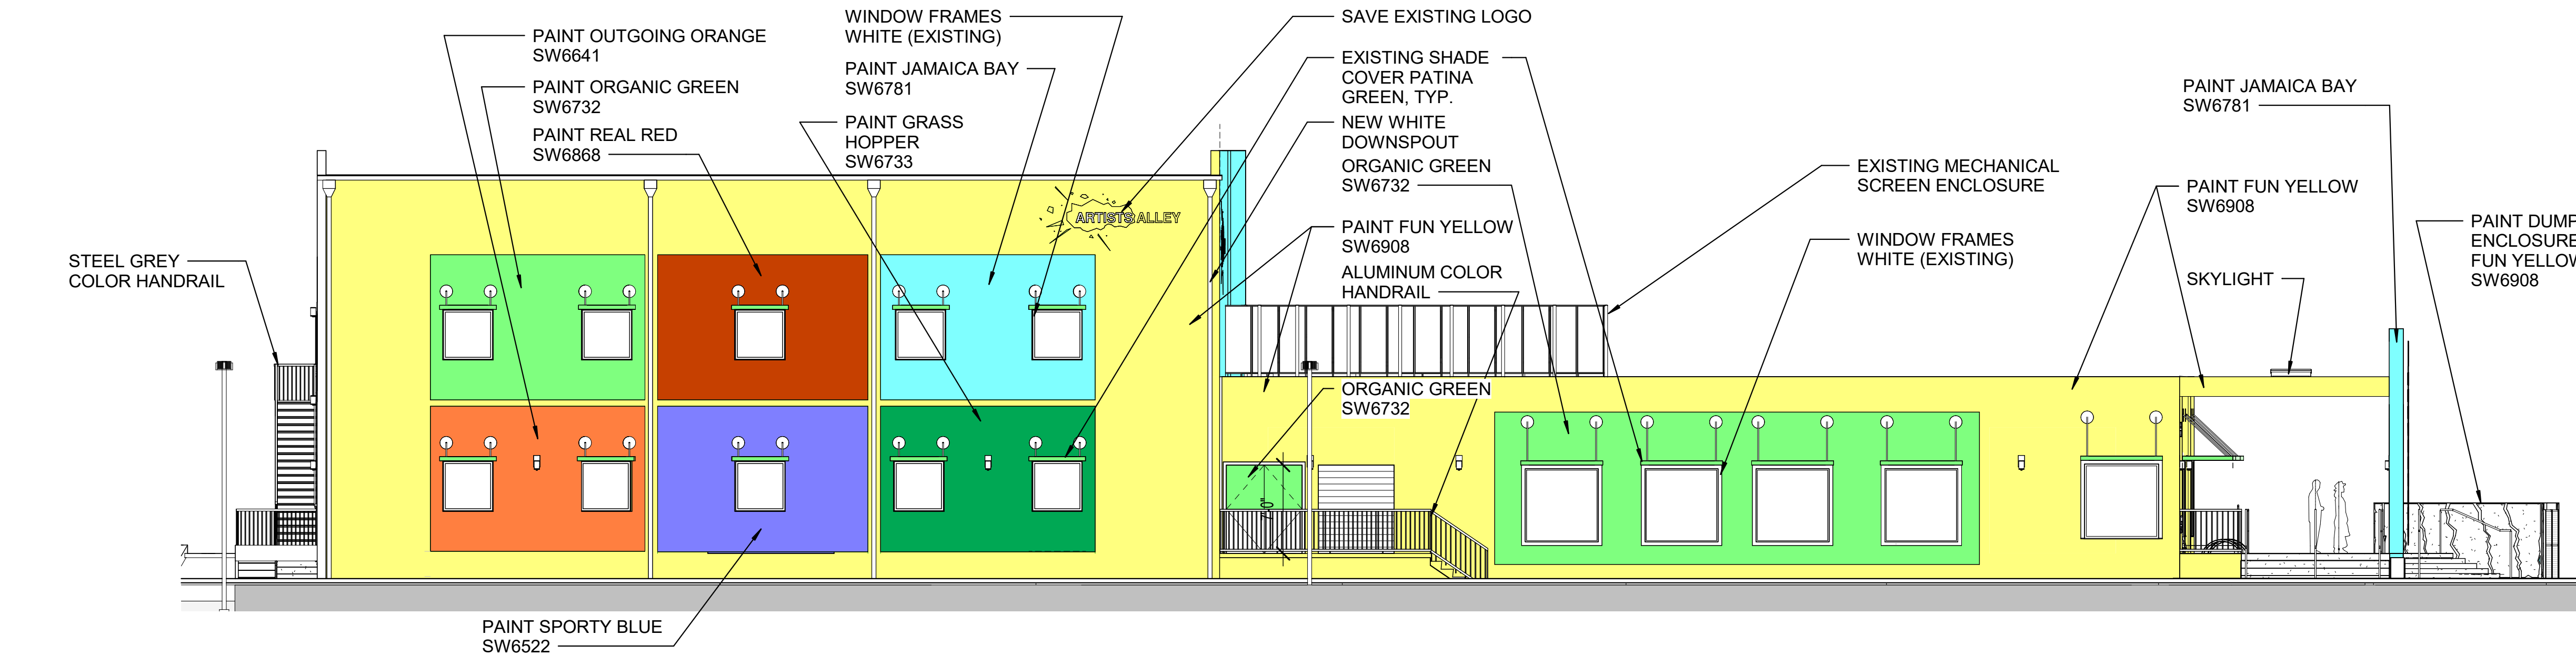 PAINT OUTGOING ORANGE
SW6641
PAINT ORGANIC GREEN
SW6732
PAINT REAL RED
SW6868
WINDOW FRAMES
WHITE (EXISTING)
PAINT JAMAICA BAY
SW6781
PAINT GRASS
HOPPER
SW6733
SAVE EXISTING LOGO
EXISTING SHADE
COVER PATINA
GREEN, TYP.
NEW WHITE
DOWNSPOUT
ORGANIC GREEN
SW6732
PAINT FUN YELLOW
SW6908
ALUMINUM COLOR
HANDRAIL
ORGANIC GREEN
SW6732
7'0"
ARTISTS ALLEY
STEEL GREY
COLOR HANDRAIL
EXISTING MECHANICAL
SCREEN ENCLOSURE
WINDOW FRAMES
WHITE (EXISTING)
PAINT JAMAICA BAY
SW6781
PAINT FUN YELLOW
SW6908
SKYLIGHT
PAINT DUMP
ENCLOSURE
FUN YELLOW
SW6908
PAINT SPORTY BLUE
SW6522